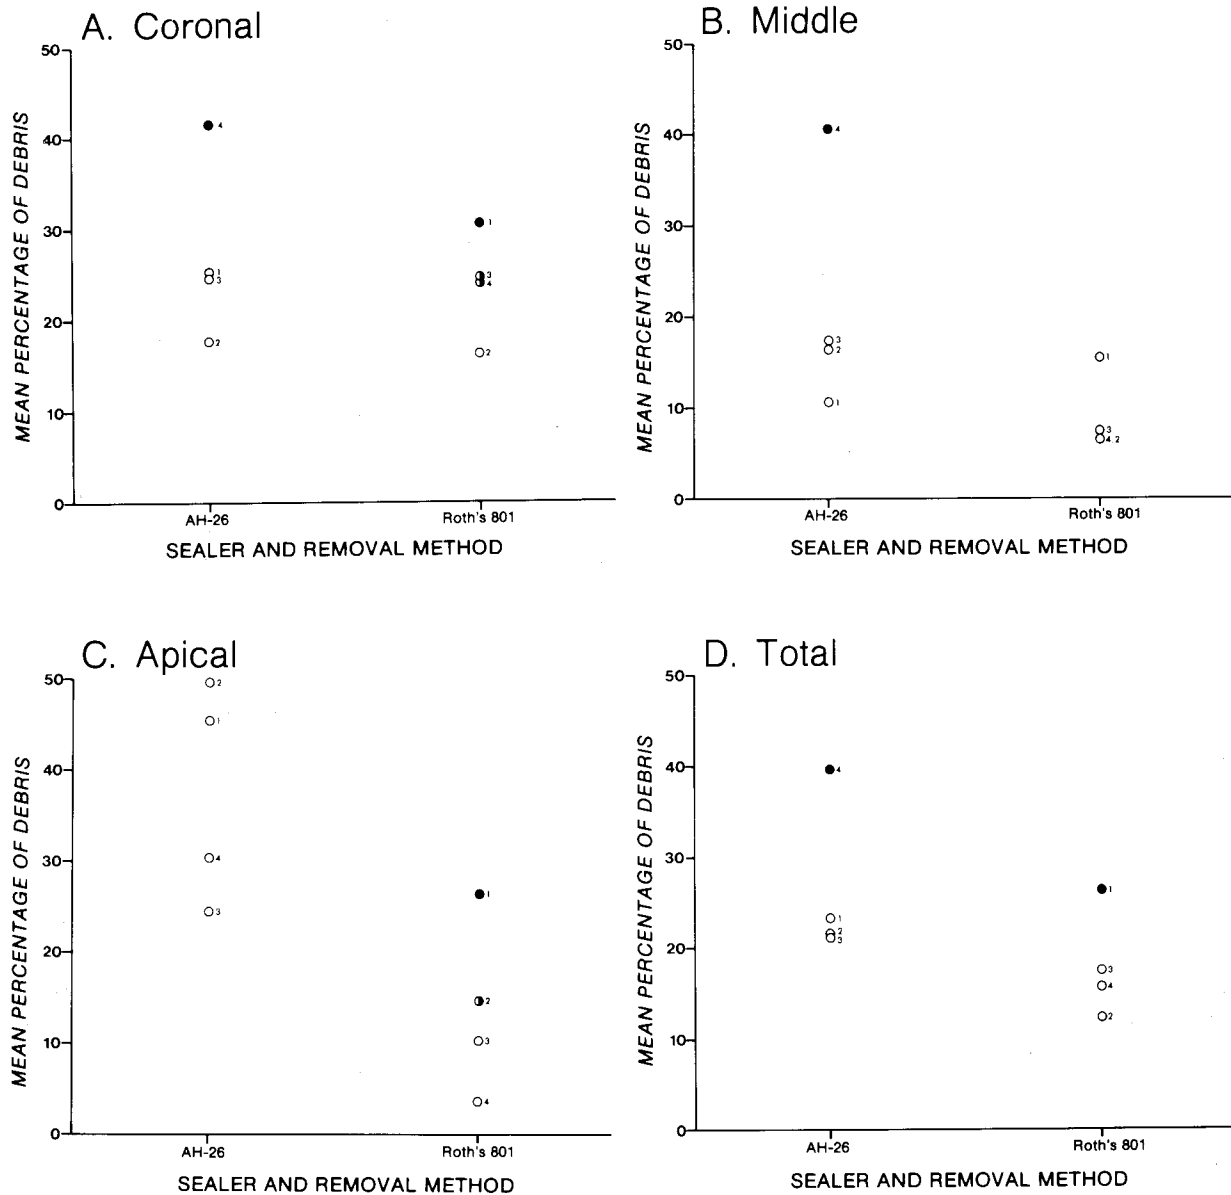 A. Coronal
50
40
30
20
10
0
MEAN PERCENTAGE OF DEBRIS
4
1
3
2
1
3
4
2
AH-26
Roth's 801
SEALER AND REMOVAL METHOD
B. Middle
50
40
30
20
10
0
MEAN PERCENTAGE OF DEBRIS
4
3
2
1
1
3
4, 2
AH-26
Roth's 801
SEALER AND REMOVAL METHOD
C. Apical
50
40
30
20
10
0
MEAN PERCENTAGE OF DEBRIS
2
1
4
3
1
2
3
4
AH-26
Roth's 801
SEALER AND REMOVAL METHOD
D. Total
50
40
30
20
10
0
MEAN PERCENTAGE OF DEBRIS
4
1
2
3
1
3
4
2
AH-26
Roth's 801
SEALER AND REMOVAL METHOD